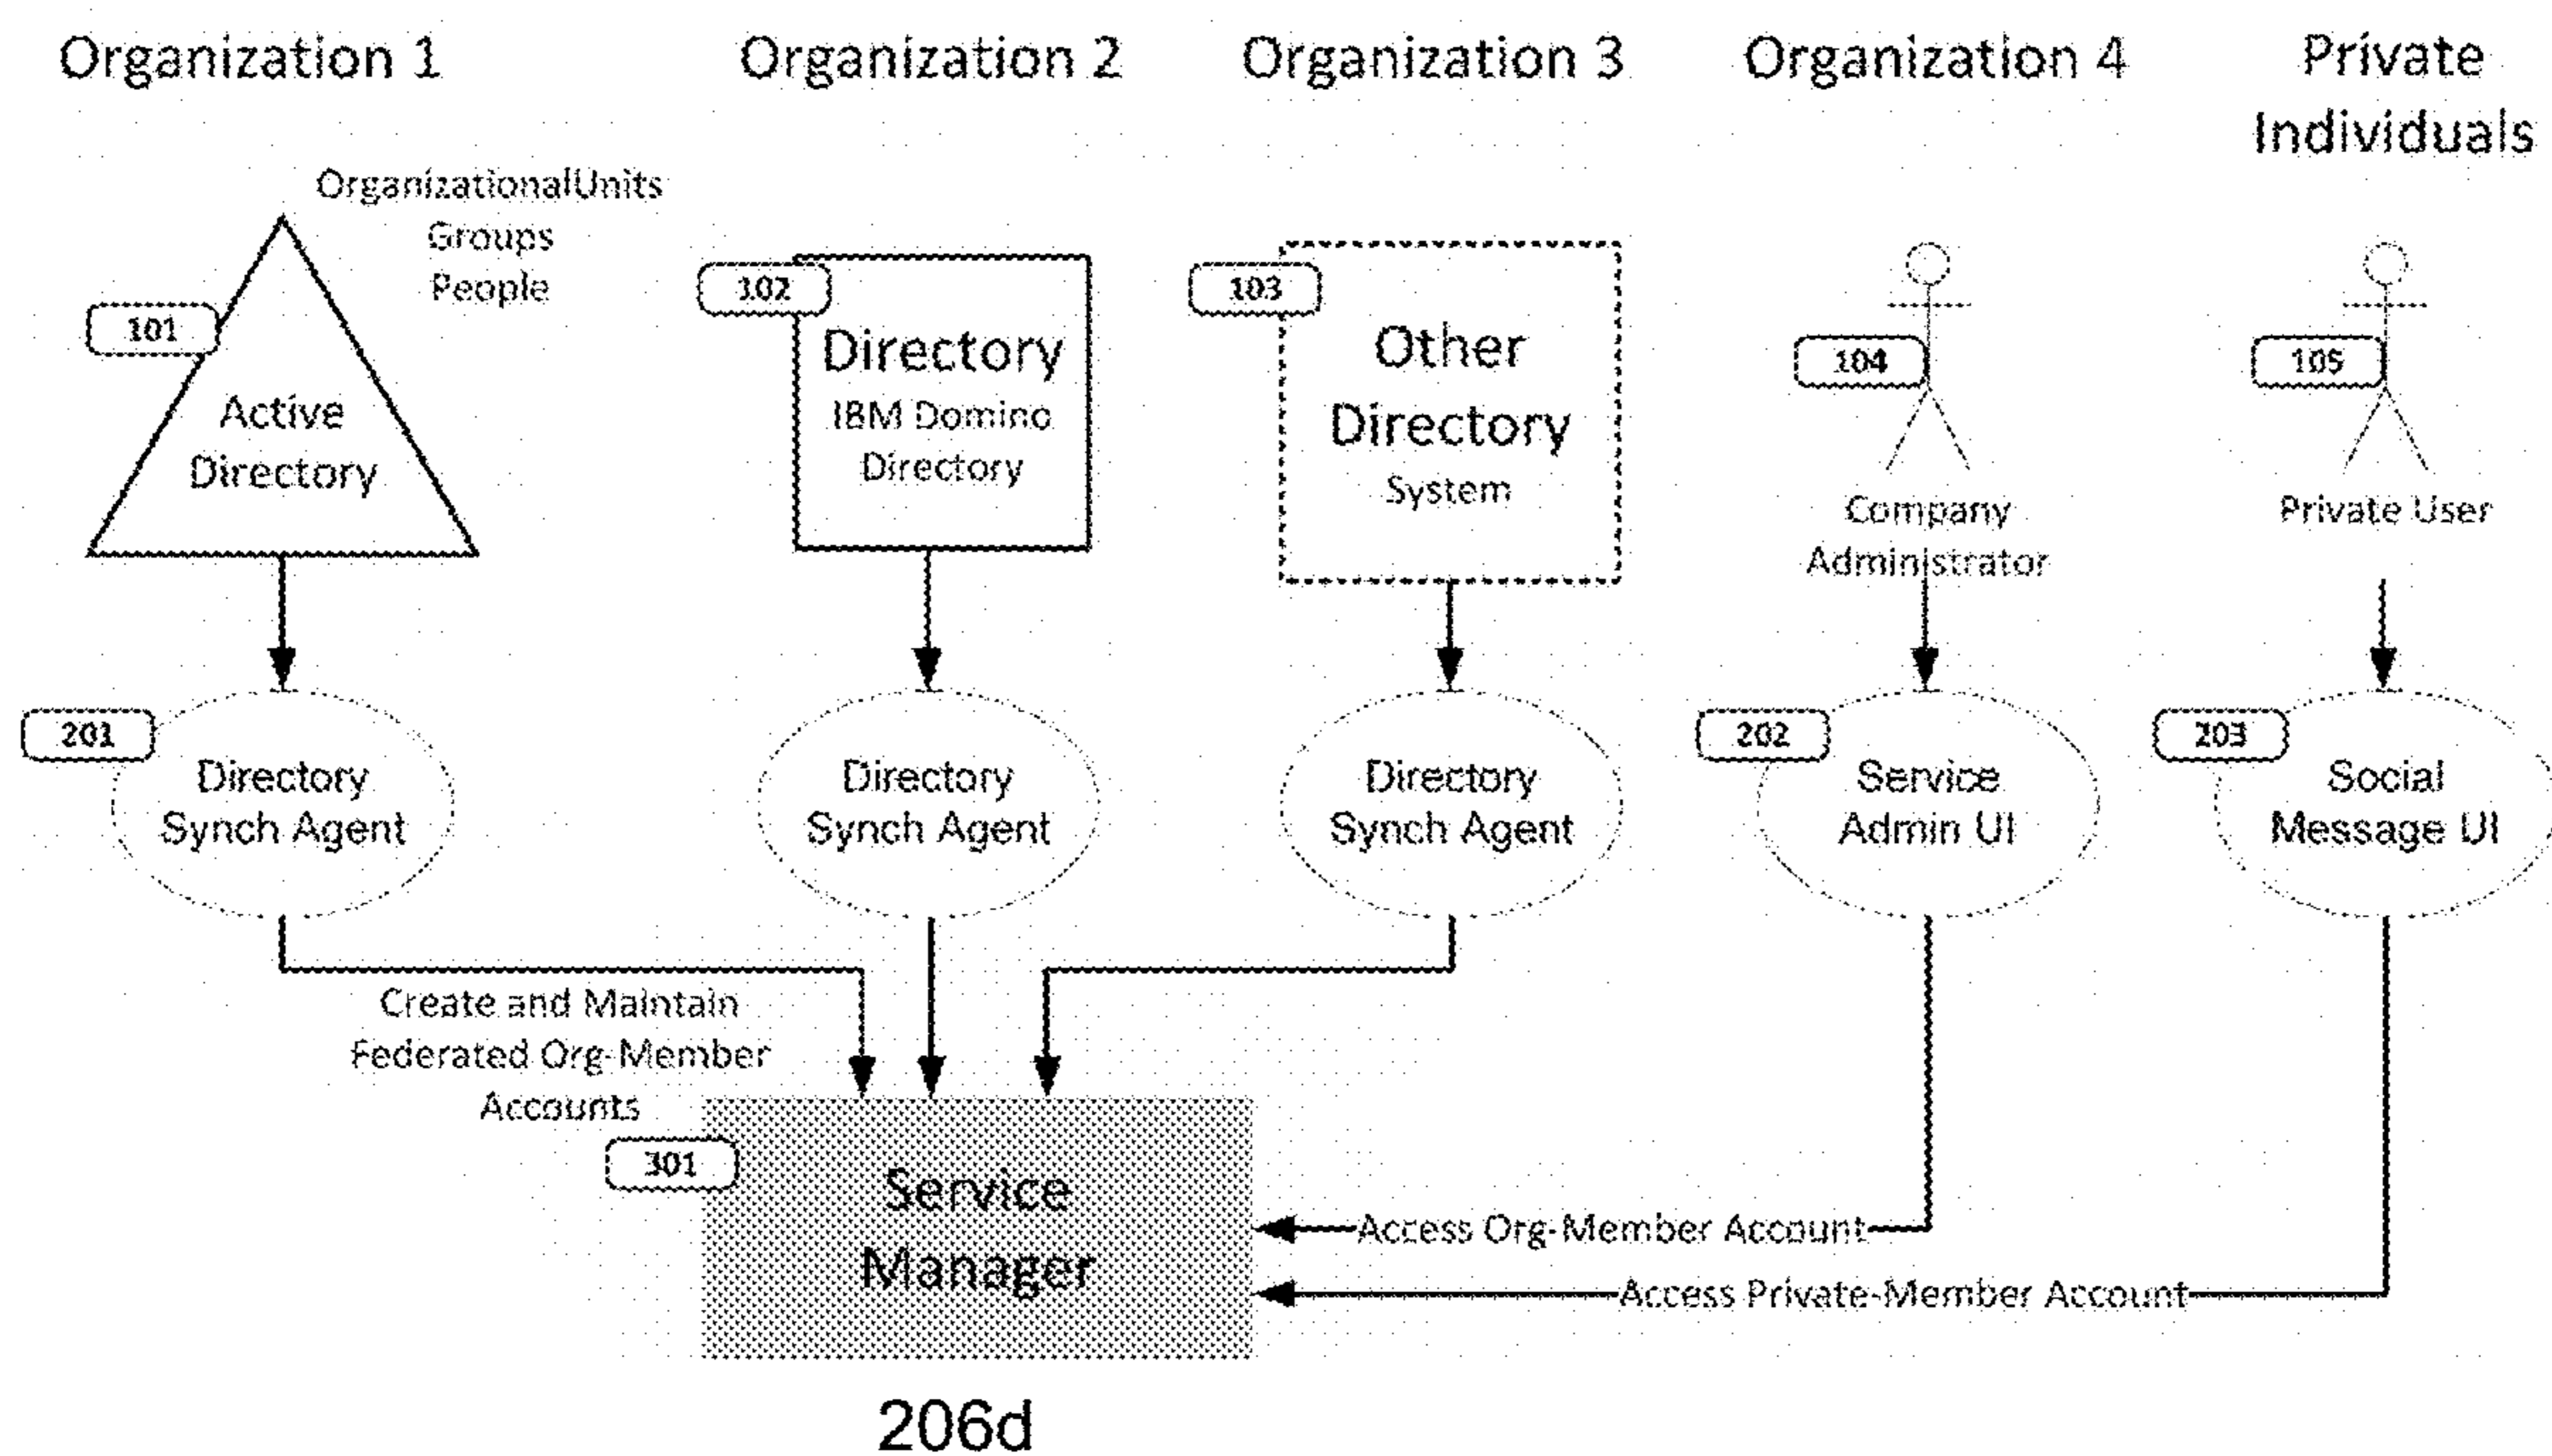 Organization 1
Organization 2
Organization 3
Organization 4
Private
Individuals
OrganizationalUnits
Groups
People
101
Active
Directory
102
Directory
IBM Domino
Directory
103
Other
Directory
System
104
Company
Administrator
105
Private User
201
Directory
Synch Agent
Directory
Synch Agent
Directory
Synch Agent
202
Service
Admin UI
203
Social
Message UI
Create and Maintain
Federated Org-Member
Accounts
301
Service
Manager
Access Org-Member Account
Access Private-Member Account
206d